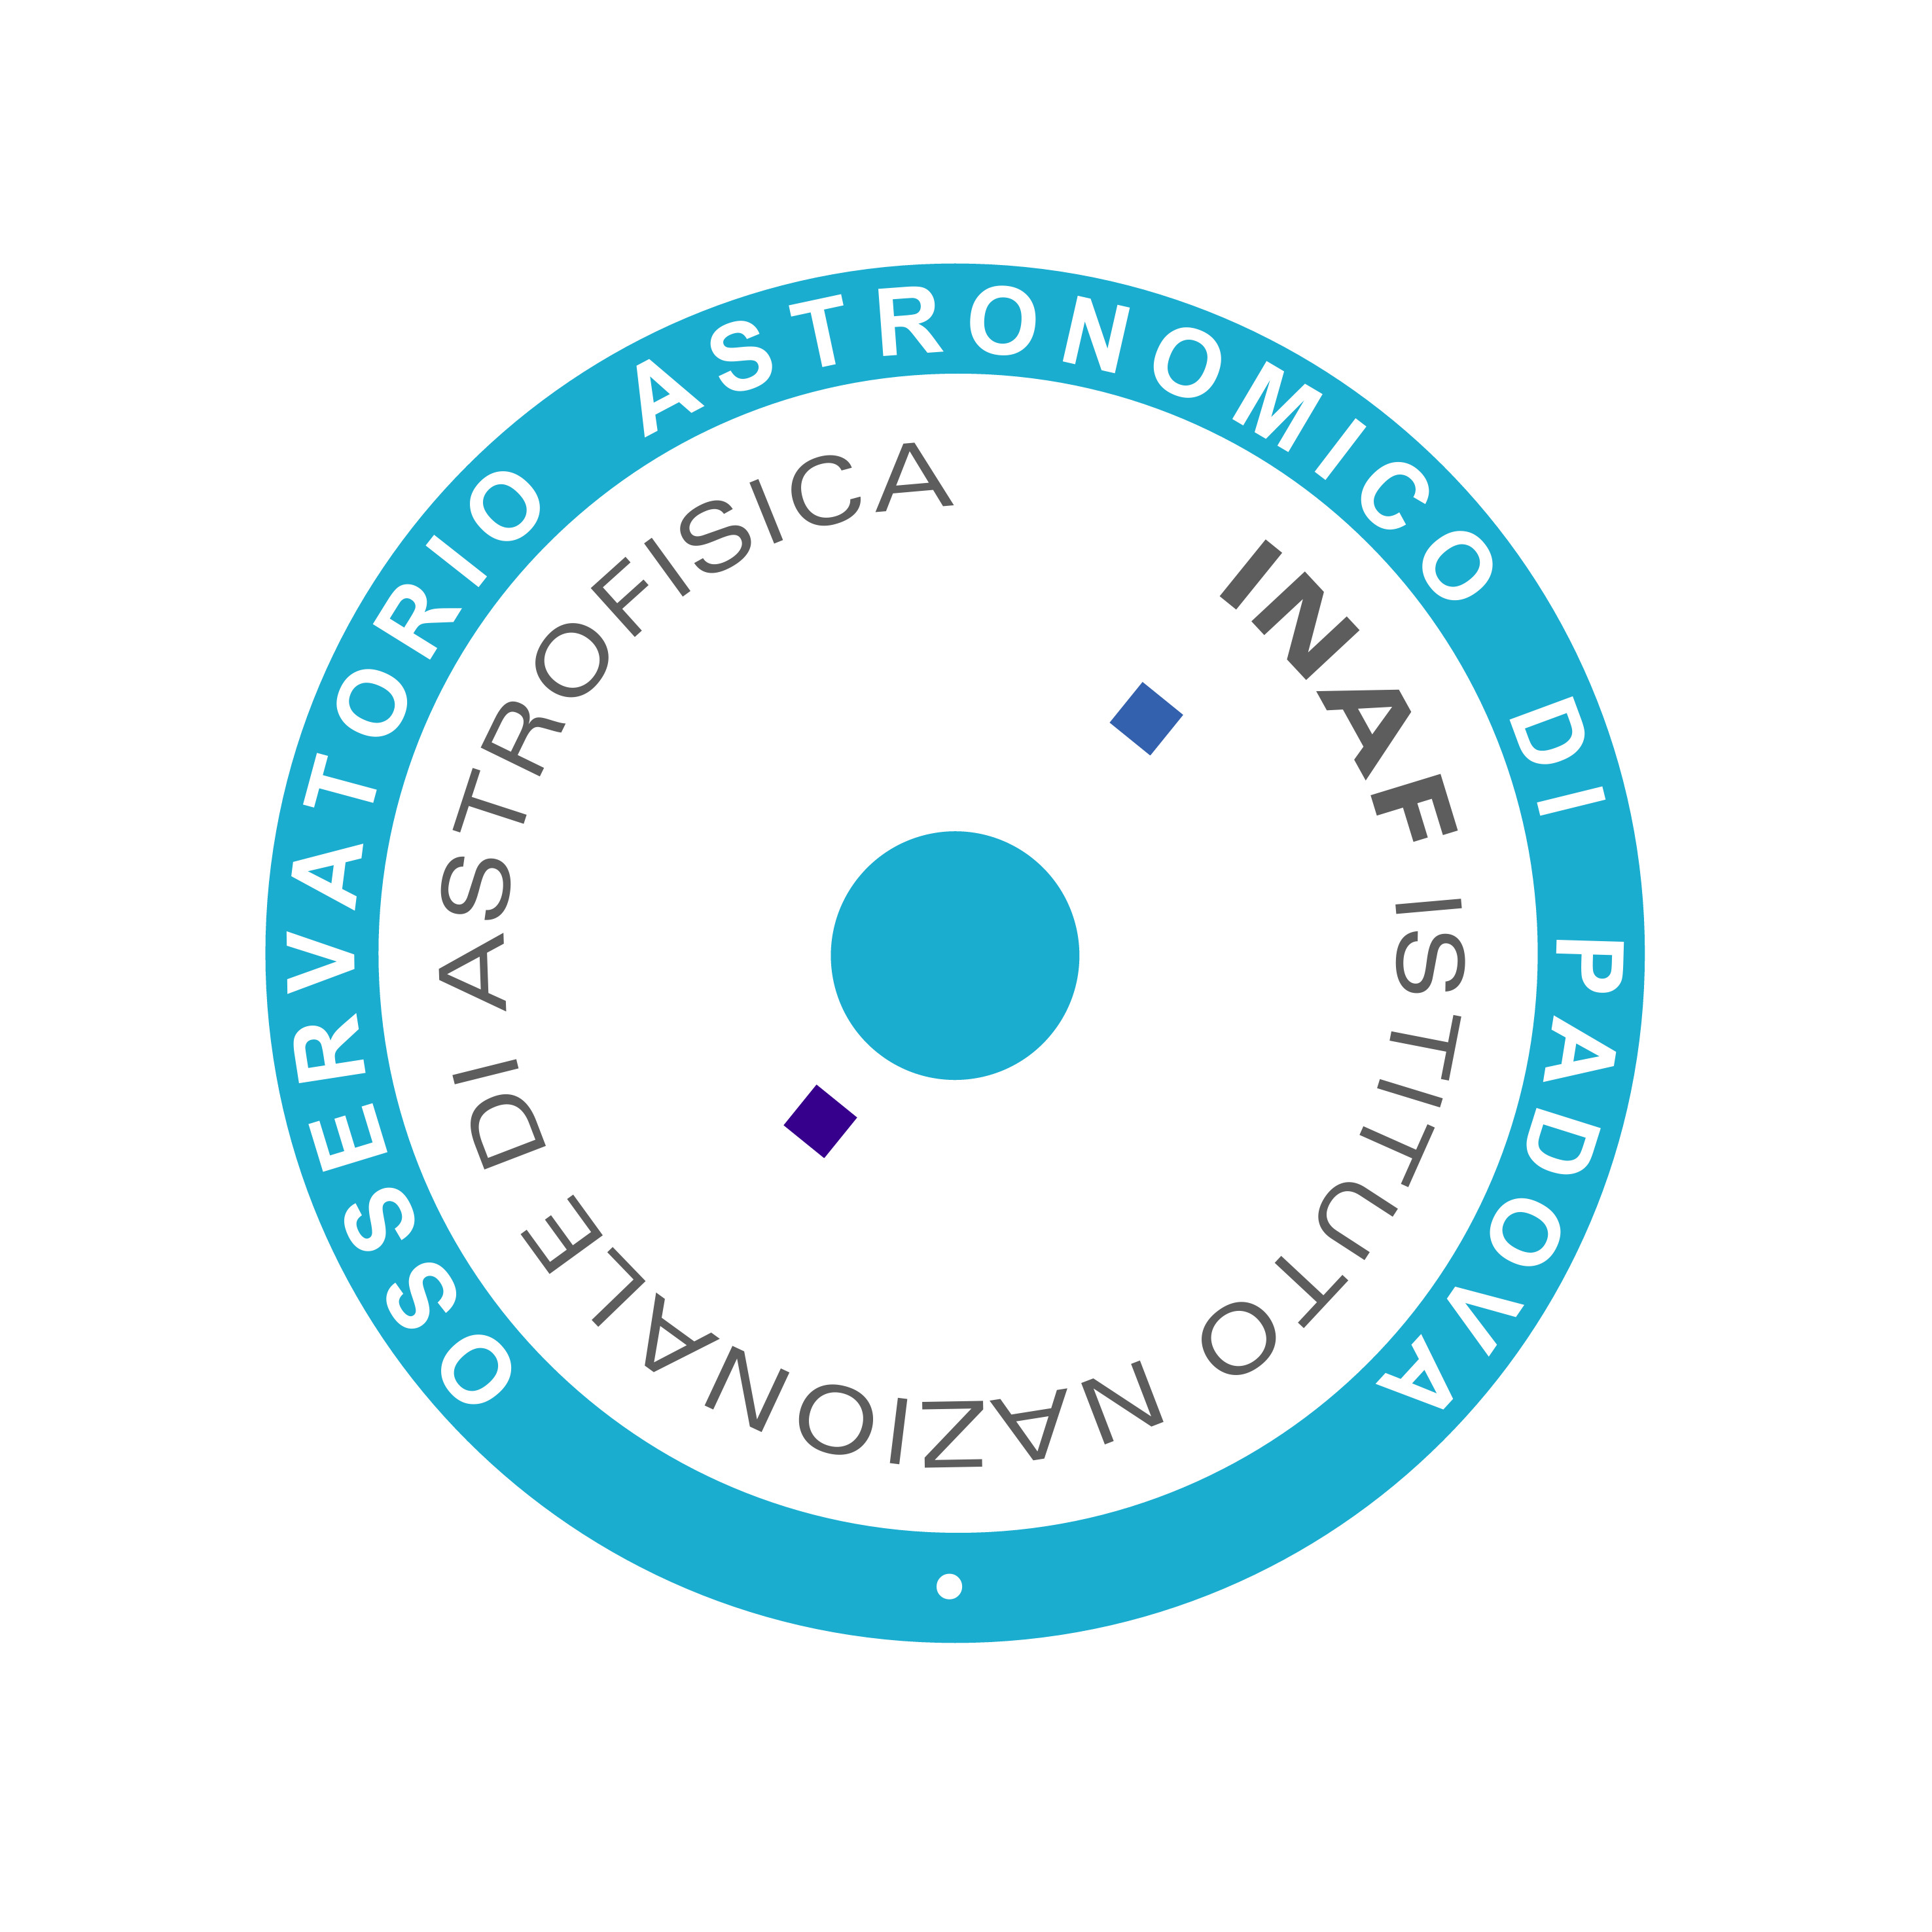 OSSERVATORIO ASTRONOMICO DI PADOVA
INAF ISTITUTO NAZIONALE DI ASTROFISICA